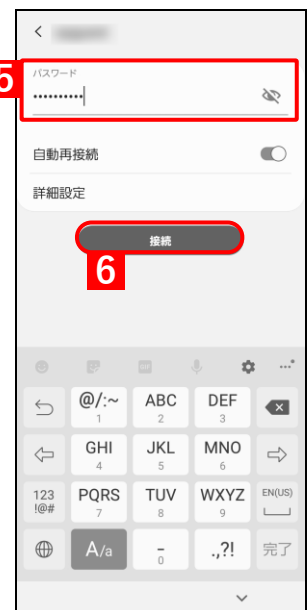 パスワード
••••••••••
5
自動再接続
詳細設定
接続
6
@/:~ ABC DEF
1 2 3
GHI JKL MNO
4 5 6
123 PQRS TUV WXYZ EN(US)
!@# 7 8 9
A/a - .,?! 完了
0